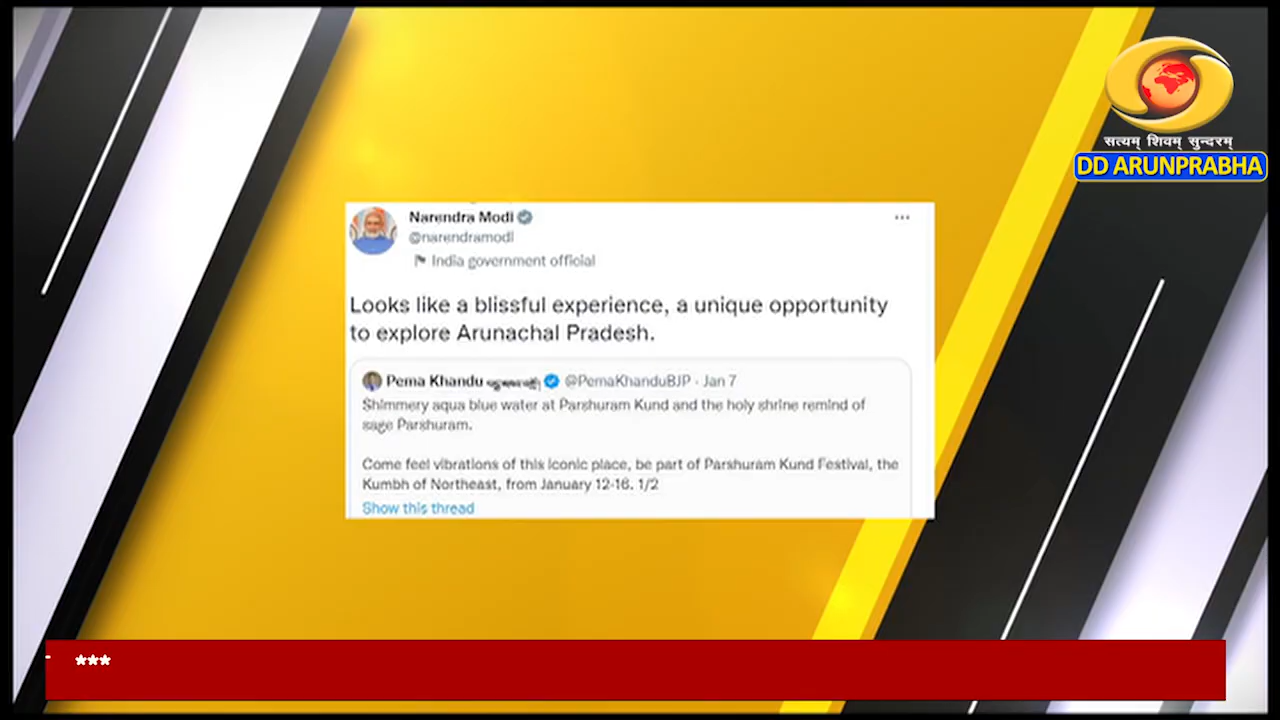 सत्यम् शिवम् सुन्दरम्
DD ARUNPRABHA
Narendra Modi
@narendramodi
India government official
Looks like a blissful experience, a unique opportunity
to explore Arunachal Pradesh.
Pema Khandu @PemaKhanduBJP · Jan 7
Shimmery aqua blue water at Parshuram Kund and the holy shrine remind of
sage Parshuram.
Come feel vibrations of this iconic place, be part of Parshuram Kund Festival, the
Kumbh of Northeast, from January 12-16. 1/2
Show this thread
***